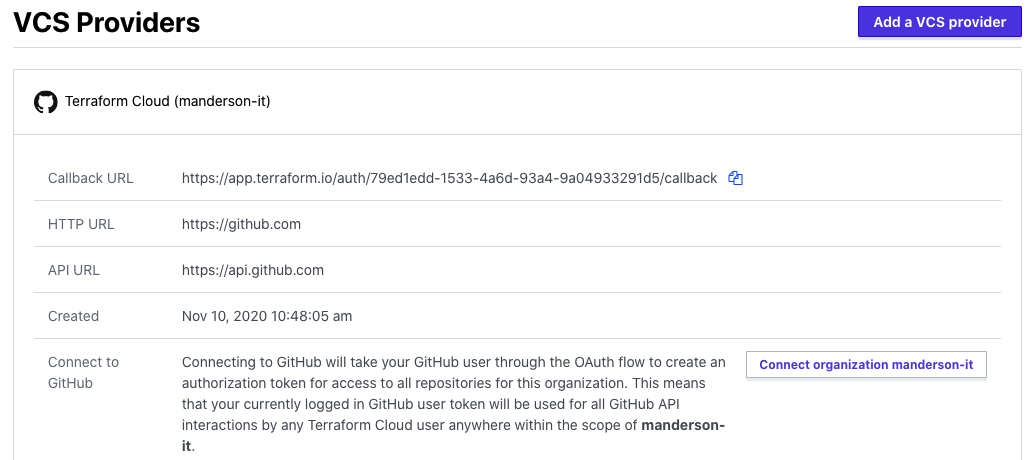 VCS Providers
Add a VCS provider
Terraform Cloud (manderson-it)
Callback URL
https://app.terraform.io/auth/79ed1edd-1533-4a6d-93a4-9a04933291d5/callback
HTTP URL
https://github.com
API URL
https://api.github.com
Created
Nov 10, 2020 10:48:05 am
Connect to
GitHub
Connecting to GitHub will take your GitHub user through the OAuth flow to create an
authorization token for access to all repositories for this organization. This means
that your currently logged in GitHub user token will be used for all GitHub API
interactions by any Terraform Cloud user anywhere within the scope of manderson-
it.
Connect organization manderson-it